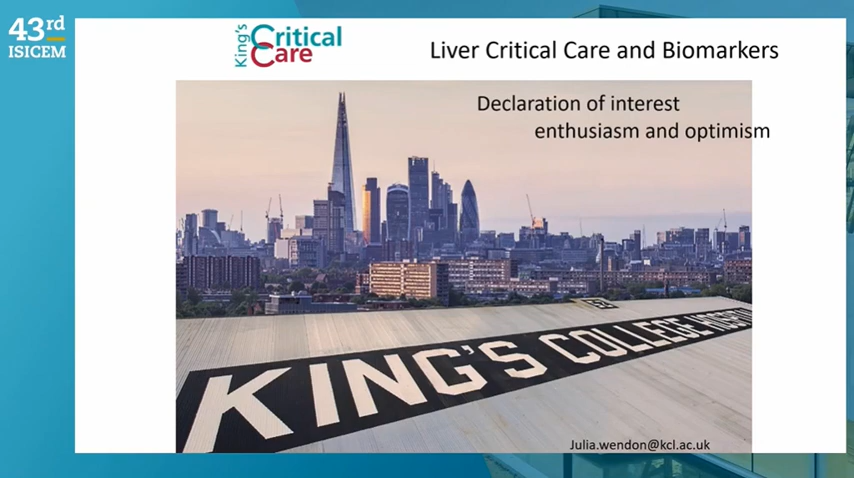 43rd
ISICEM
King's
Critical
Care
Liver Critical Care and Biomarkers
Declaration of interest
enthusiasm and optimism
KING'S COLLEGE HOSPITAL
Julia.wendon@kcl.ac.uk